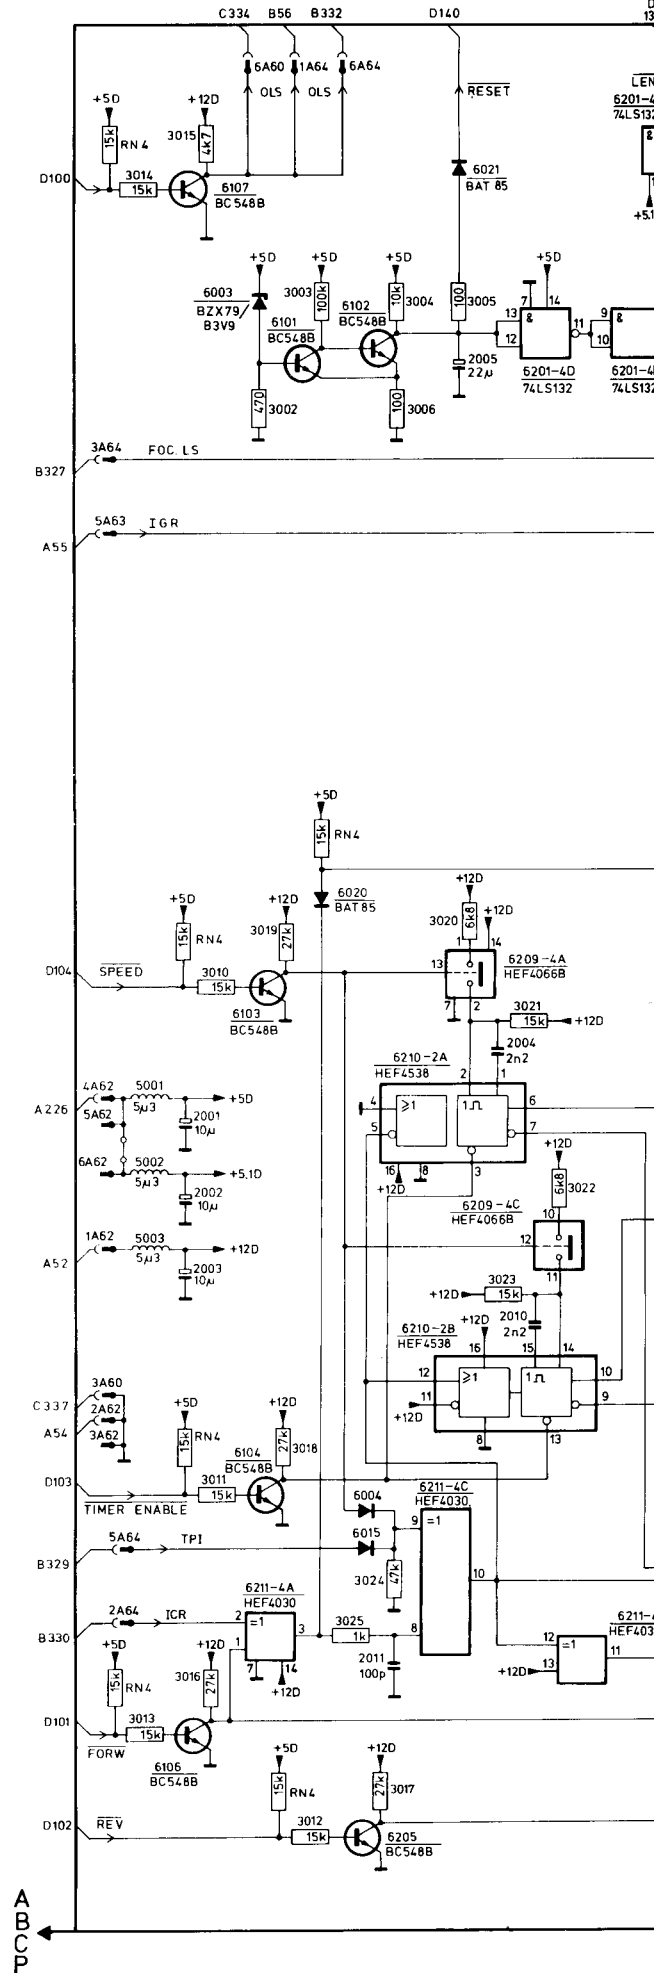 C334 B56 B332 D140
6A60 1A64 6A64
OLS OLS RESET
LEN
6201-4
74LS132
&
+5.1
+5D +12D
15k RN4
3015 4k7
D100
3014
15k
6107
BC548B
6021
BAT 85
+5D +5D +5D +5D +5D
6003
BZX79/
B3V9
3003 100k
6101
BC548B
6102
BC548B
10k 3004
100 3005
7 14
13 & 11
12
9 &
10
2005
22µ
6201-4D
74LS132
74LS132
470 3002
100 3006
3A64 FOC. LS
B327
5A63 IGR
A55
+5D
15k RN4
6020
BAT85
+12D
3020 6k8
+12D
1 14
+5D +12D
15k RN4
3019 27k
D104
SPEED
3010
15k
6103
BC548B
13
7 2
6209-4A
HEF4066B
3021
15k +12D
2004
2n2
6210-2A
HEF4538
2 1
4 ≥1 1 6
5 7
16 8 3
+12D
4A62 5001 +5D
A226
5A62 5µ3
2001
10µ
6A62 5002 +5,1D
5µ3
2002
10µ
+12D
6k8 3022
6209-4C
HEF4066B
10
12
11
1A62 5003 +12D
A52
5µ3
2003
10µ
3023
+12D 15k
2010
2n2
+12D
6210-2B
HEF4538
16 15 14
12 ≥1 1 10
11 9
+12D
8 13
3A60
C337
2A62
A54
3A62
+5D +12D
15k RN4
27k 3018
6104
BC548B
D103
3011
15k
TIMER ENABLE
6004
6211-4C
HEF4030
9 =1
5A64 TPI
B329
6015
3024 47k
10
6211-4A
HEF4030
2A64 ICR
B330
2 =1 3
1
7 14
+12D
3025
1k
8
2011
100p
6211-4
HEF403
12 =1 11
13
+12D
+5D +12D
15k RN4
3016 27k
D101
3013
15k
FORW
6106
BC548B
+5D +12D
15k RN4
27k 3017
D102
REV
3012
15k
6205
BC548B
A
B
C
P